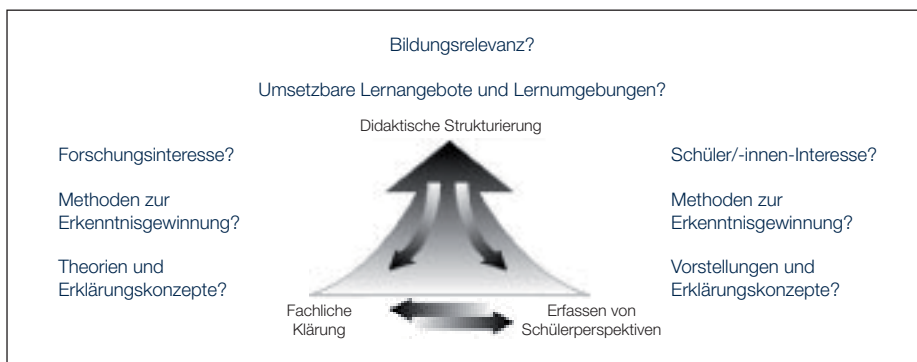 Bildungsrelevanz?
Umsetzbare Lernangebote und Lernumgebungen?
Didaktische Strukturierung
Forschungsinteresse?
Methoden zur
Erkenntnisgewinnung?
Theorien und
Erklärungskonzepte?
Schüler/-innen-Interesse?
Methoden zur
Erkenntnisgewinnung?
Vorstellungen und
Erklärungskonzepte?
Fachliche
Klärung
Erfassen von
Schülerperspektiven